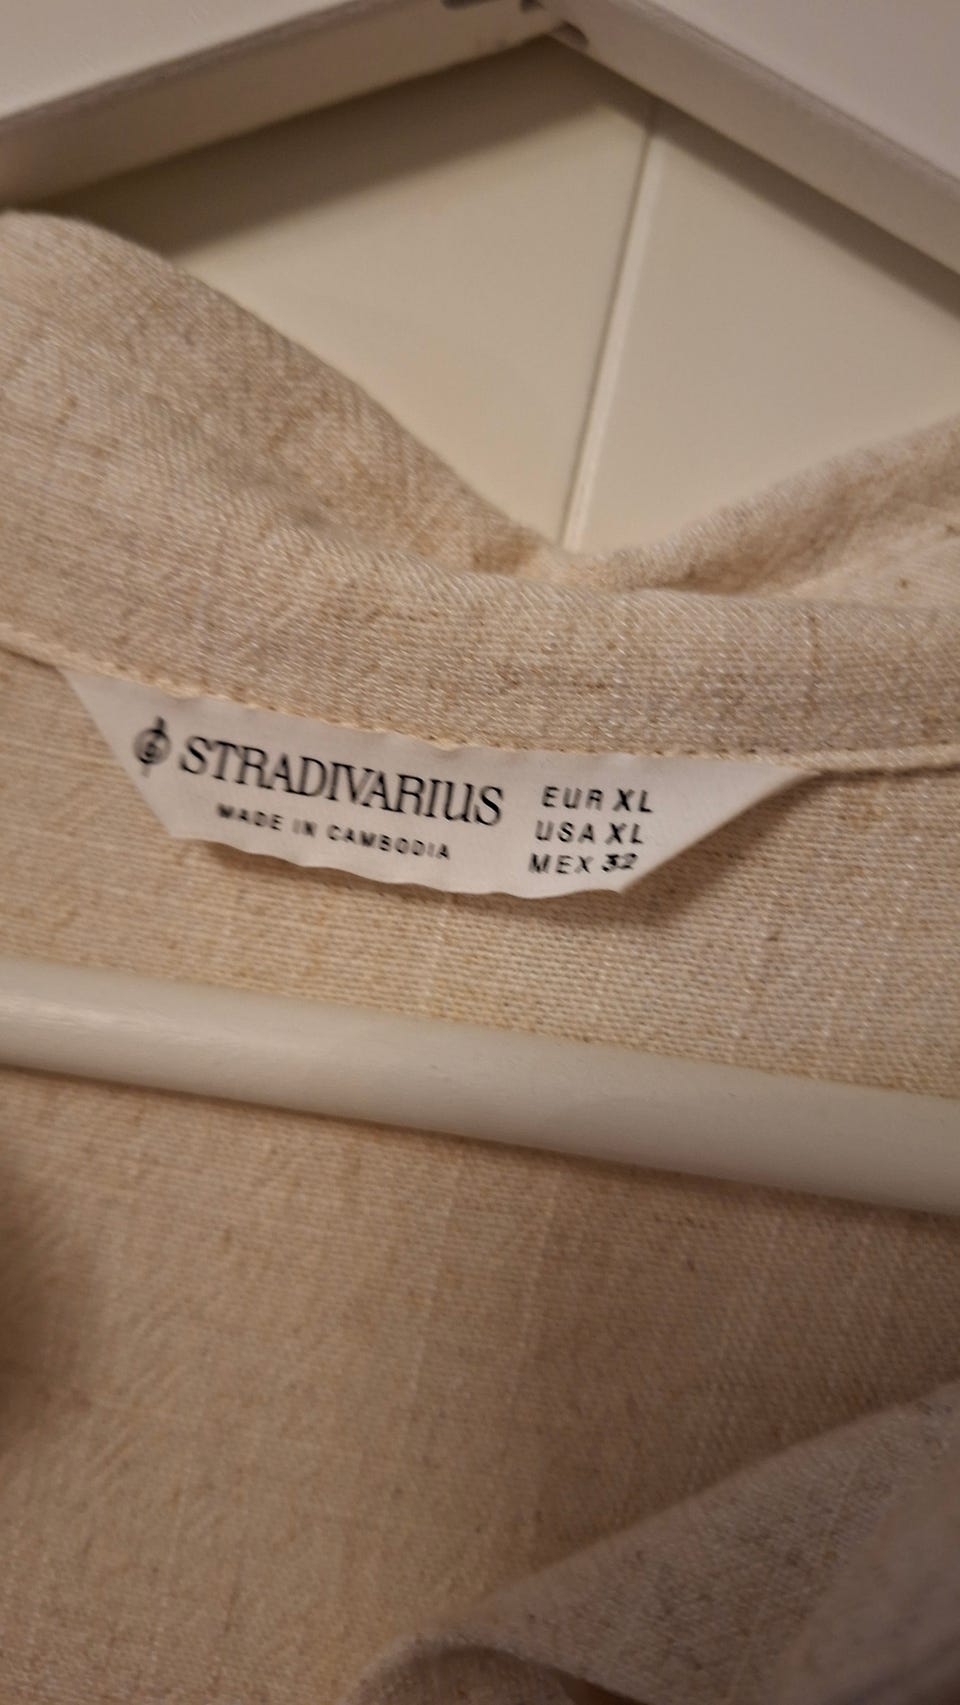 STRADIVARIUS
MADE IN CAMBODIA
EUR XL
USA XL
MEX 32